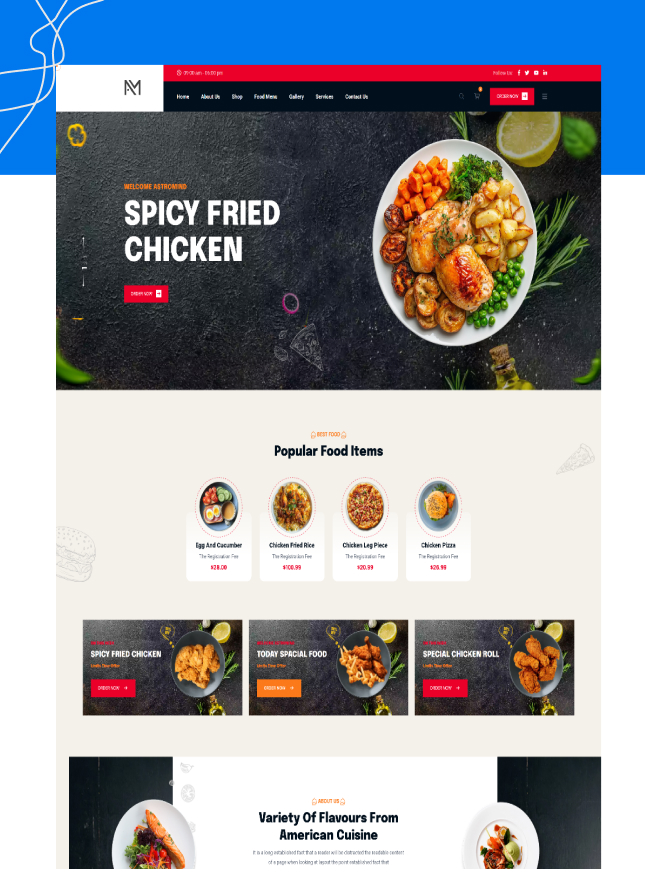 09:00 am - 06:00 pm
Follow Us:
Home About Us Shop Food Menu Gallery Services Contact Us
ORDER NOW
WELCOME ASTROMIND
SPICY FRIED
CHICKEN
ORDER NOW
BEST FOOD
Popular Food Items
Egg And Cucumber
The Registration Fee
$28.00
Chicken Fried Rice
The Registration Fee
$100.99
Chicken Leg Piece
The Registration Fee
$20.99
Chicken Pizza
The Registration Fee
$26.99
SPICY FRIED CHICKEN
Limits Time Offer
ORDER NOW
TODAY SPACIAL FOOD
Limits Time Offer
ORDER NOW
SPECIAL CHICKEN ROLL
Limits Time Offer
ORDER NOW
ABOUT US
Variety Of Flavours From
American Cuisine
It is a long established fact that a reader will be distracted the readable content
of a page when looking at layout the point established fact that